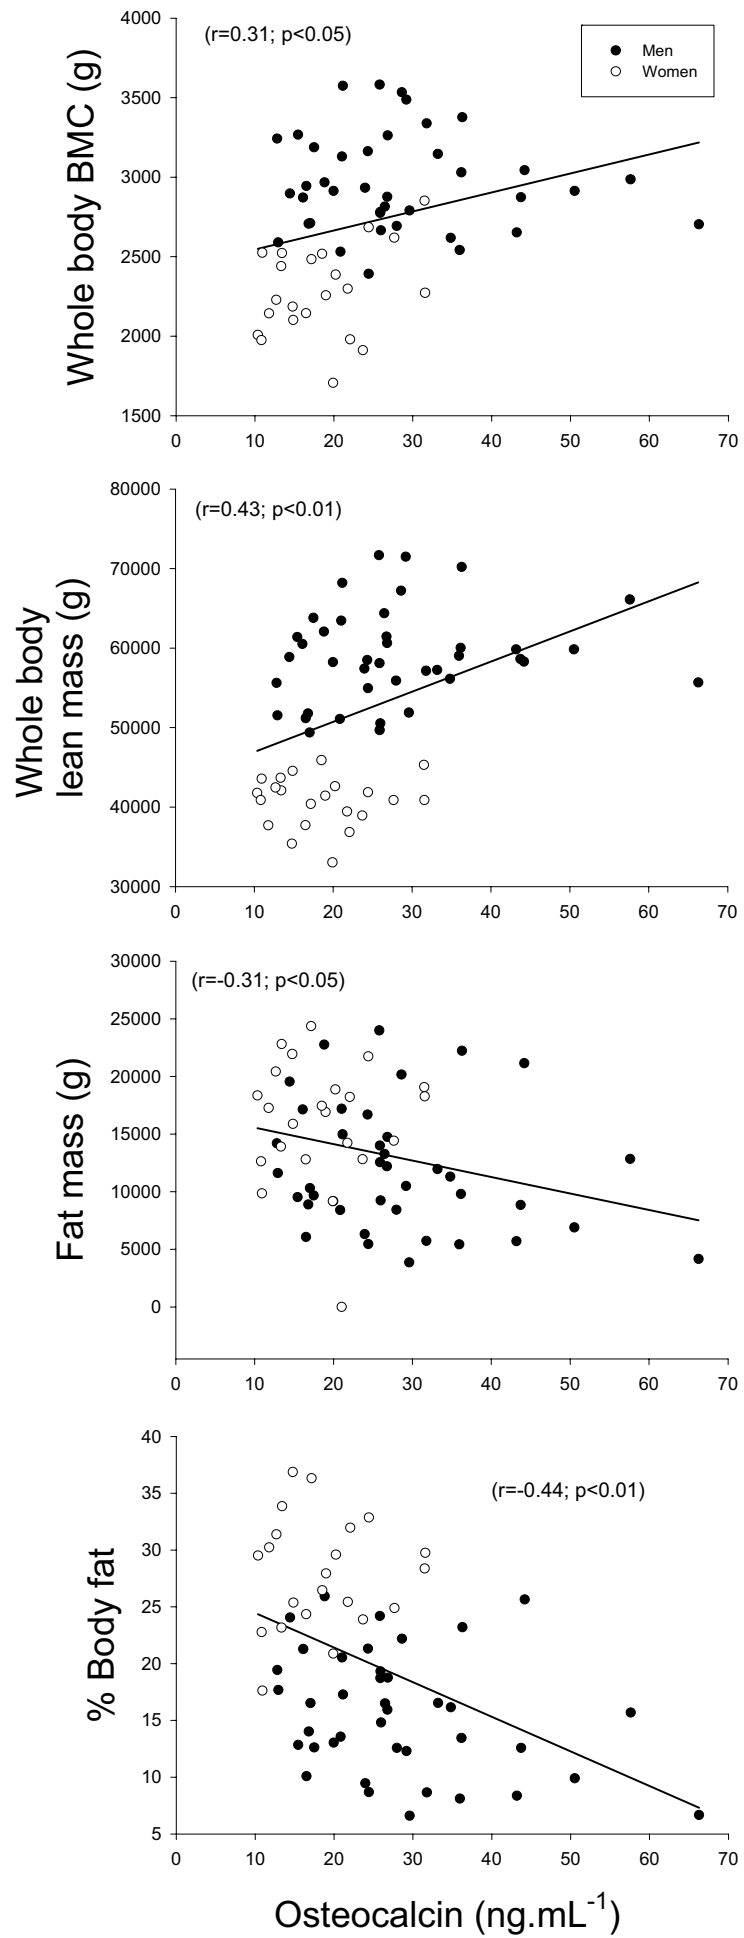 4000
(r=0.31; p<0.05)
Men
Women
3500
3000
2500
2000
1500
Whole body BMC (g)
0 10 20 30 40 50 60 70
80000
(r=0.43; p<0.01)
70000
60000
50000
40000
30000
Whole body
lean mass (g)
0 10 20 30 40 50 60 70
30000
(r=-0.31; p<0.05)
25000
20000
15000
10000
5000
0
Fat mass (g)
0 10 20 30 40 50 60 70
40
35
(r=-0.44; p<0.01)
30
25
20
15
10
5
% Body fat
0 10 20 30 40 50 60 70
Osteocalcin (ng.mL⁻¹)